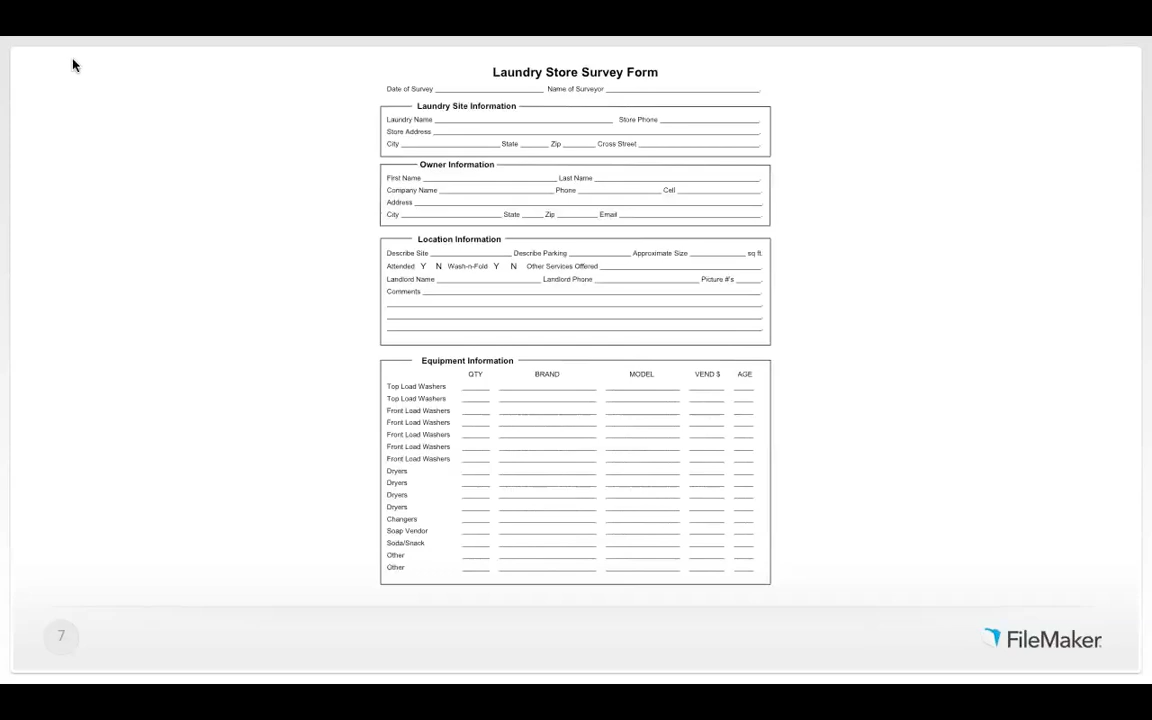 Laundry Store Survey Form
Date of Survey Name of Surveyor
Laundry Site Information
Laundry Name Store Phone
Store Address
City State Zip Cross Street
Owner Information
First Name Last Name
Company Name Phone Cell
Address
City State Zip Email
Location Information
Describe Site Describe Parking Approximate Size sq ft.
Attended Y N Wash-n-Fold Y N Other Services Offered
Landlord Name Landlord Phone Picture #'s
Comments
Equipment Information
QTY BRAND MODEL VEND $ AGE
Top Load Washers
Top Load Washers
Front Load Washers
Front Load Washers
Front Load Washers
Front Load Washers
Front Load Washers
Dryers
Dryers
Dryers
Dryers
Changers
Soap Vendor
Soda/Snack
Other
Other
7
FileMaker